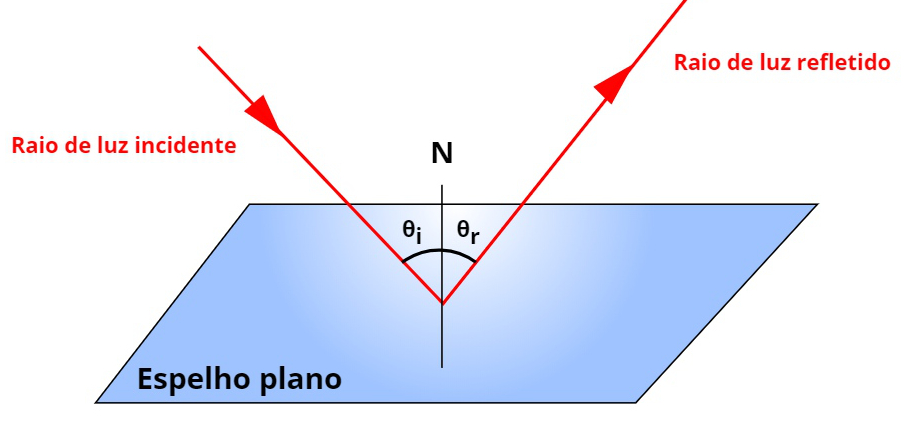 Raio de luz refletido
Raio de luz incidente
N
θi θr
Espelho plano